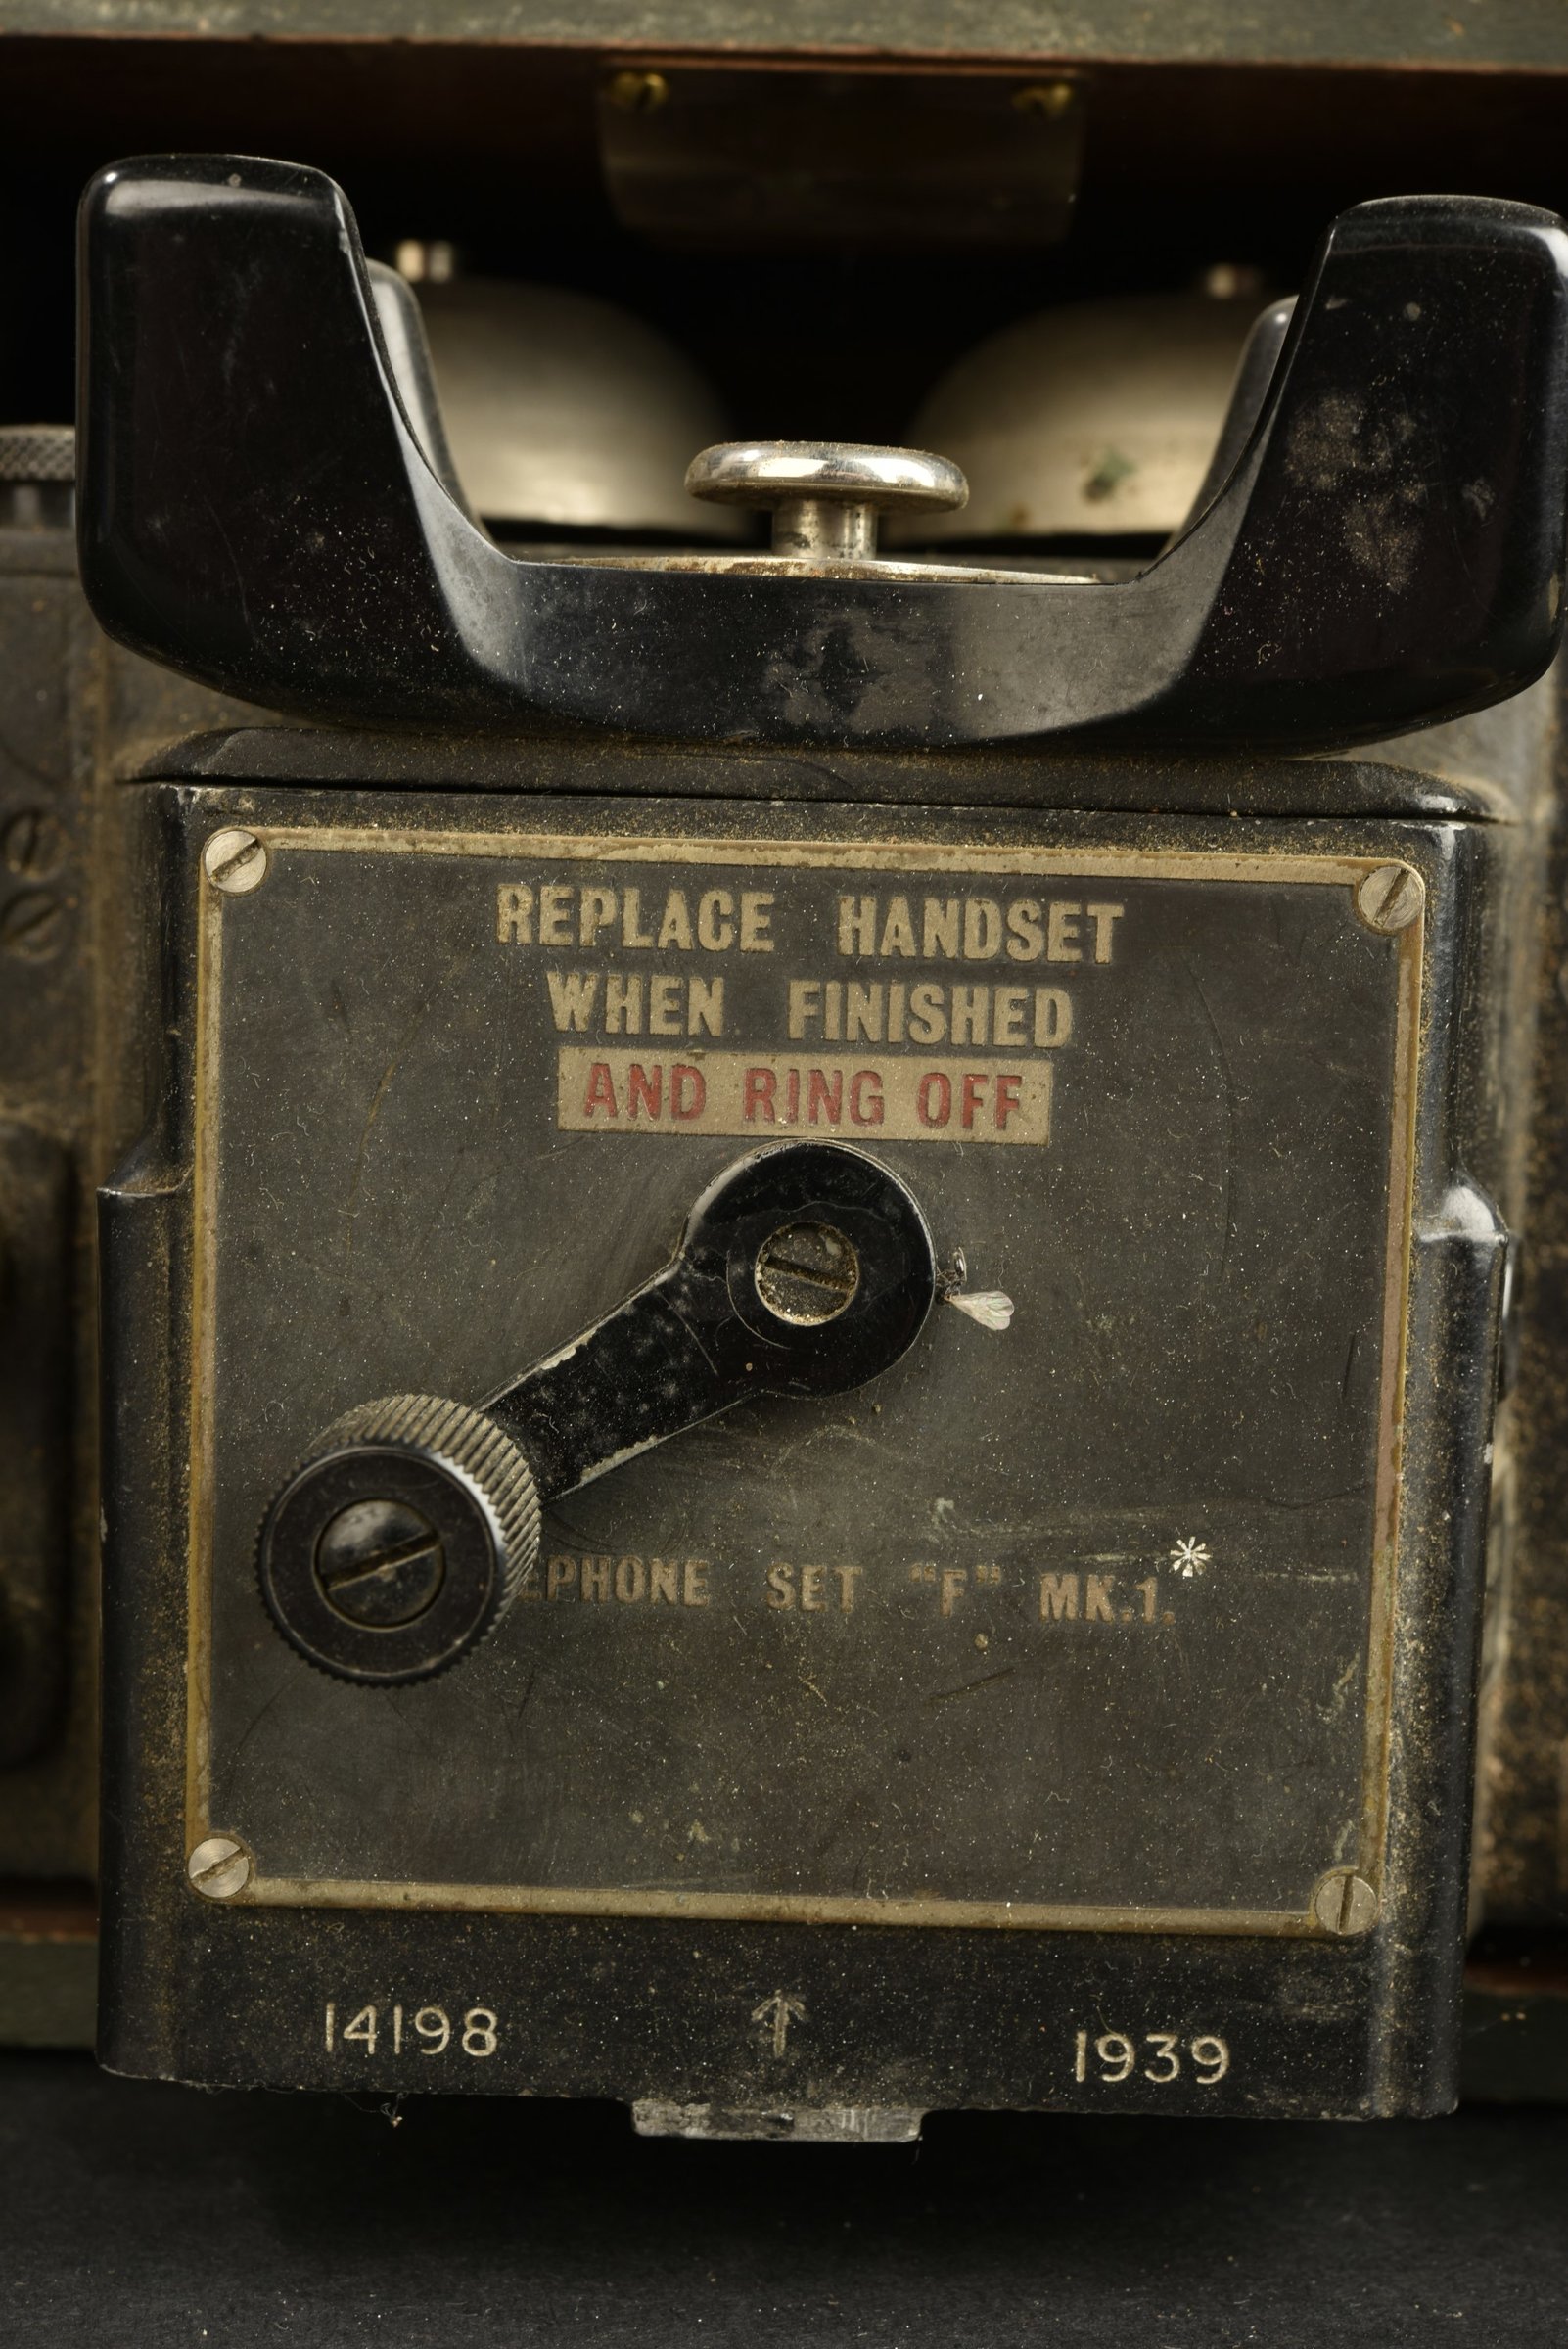 REPLACE HANDSET
WHEN FINISHED
AND RING OFF
EPHONE SET "F" MK.1.*
14198 ↑ 1939